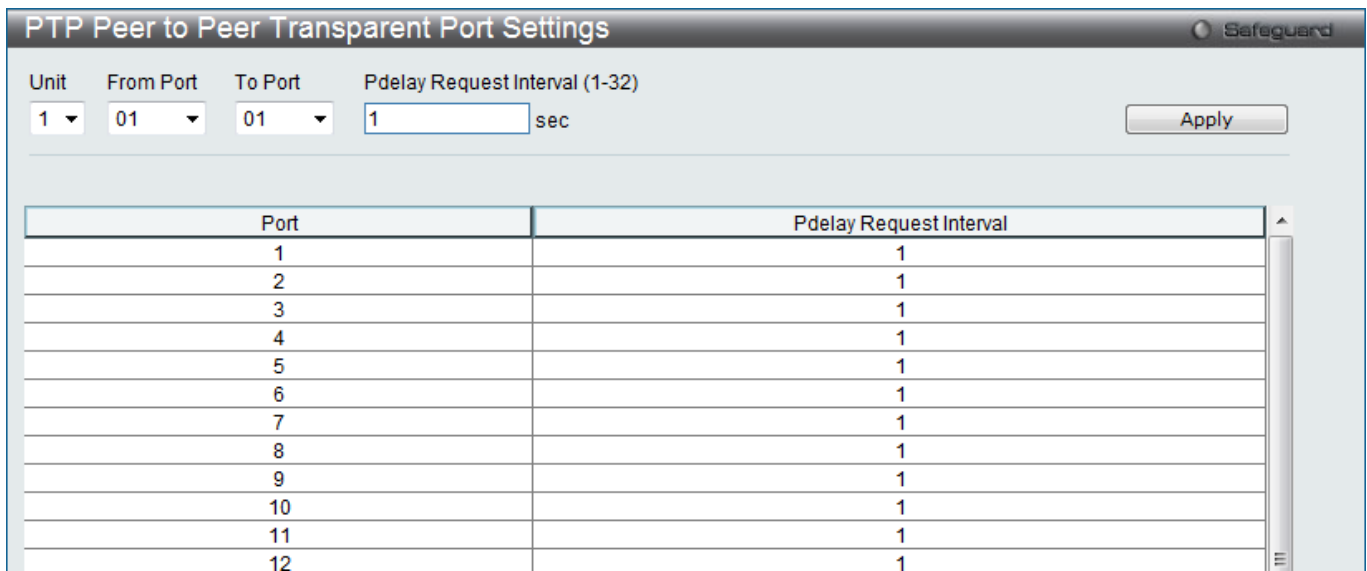 PTP Peer to Peer Transparent Port Settings
Safeguard
Unit From Port To Port Pdelay Request Interval (1-32)
1 01 01 1 sec Apply
Port Pdelay Request Interval
1 1
2 1
3 1
4 1
5 1
6 1
7 1
8 1
9 1
10 1
11 1
12 1